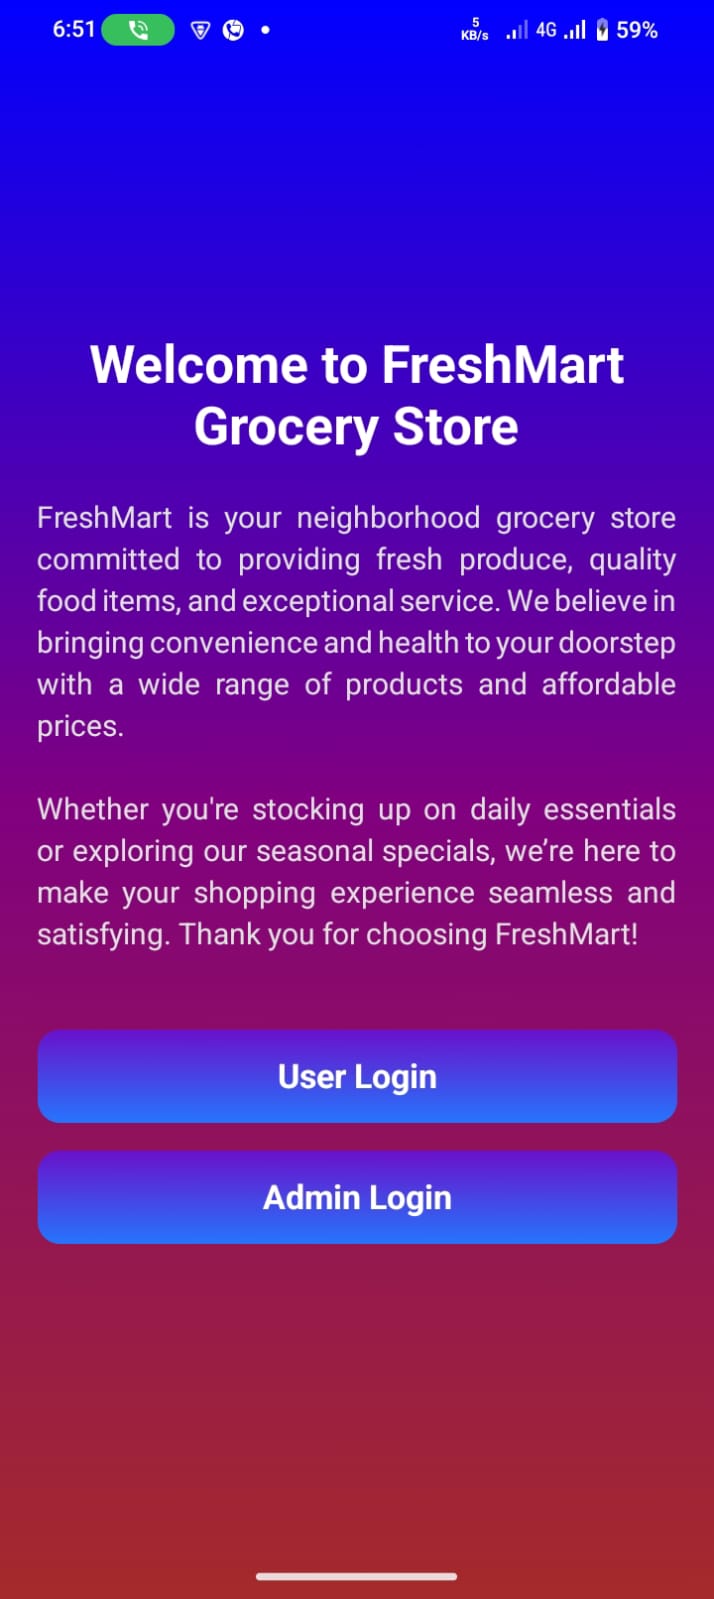 6:51
5
KB/s
4G
59%
Welcome to FreshMart
Grocery Store
FreshMart is your neighborhood grocery store
committed to providing fresh produce, quality
food items, and exceptional service. We believe in
bringing convenience and health to your doorstep
with a wide range of products and affordable
prices.
Whether you're stocking up on daily essentials
or exploring our seasonal specials, we’re here to
make your shopping experience seamless and
satisfying. Thank you for choosing FreshMart!
User Login
Admin Login